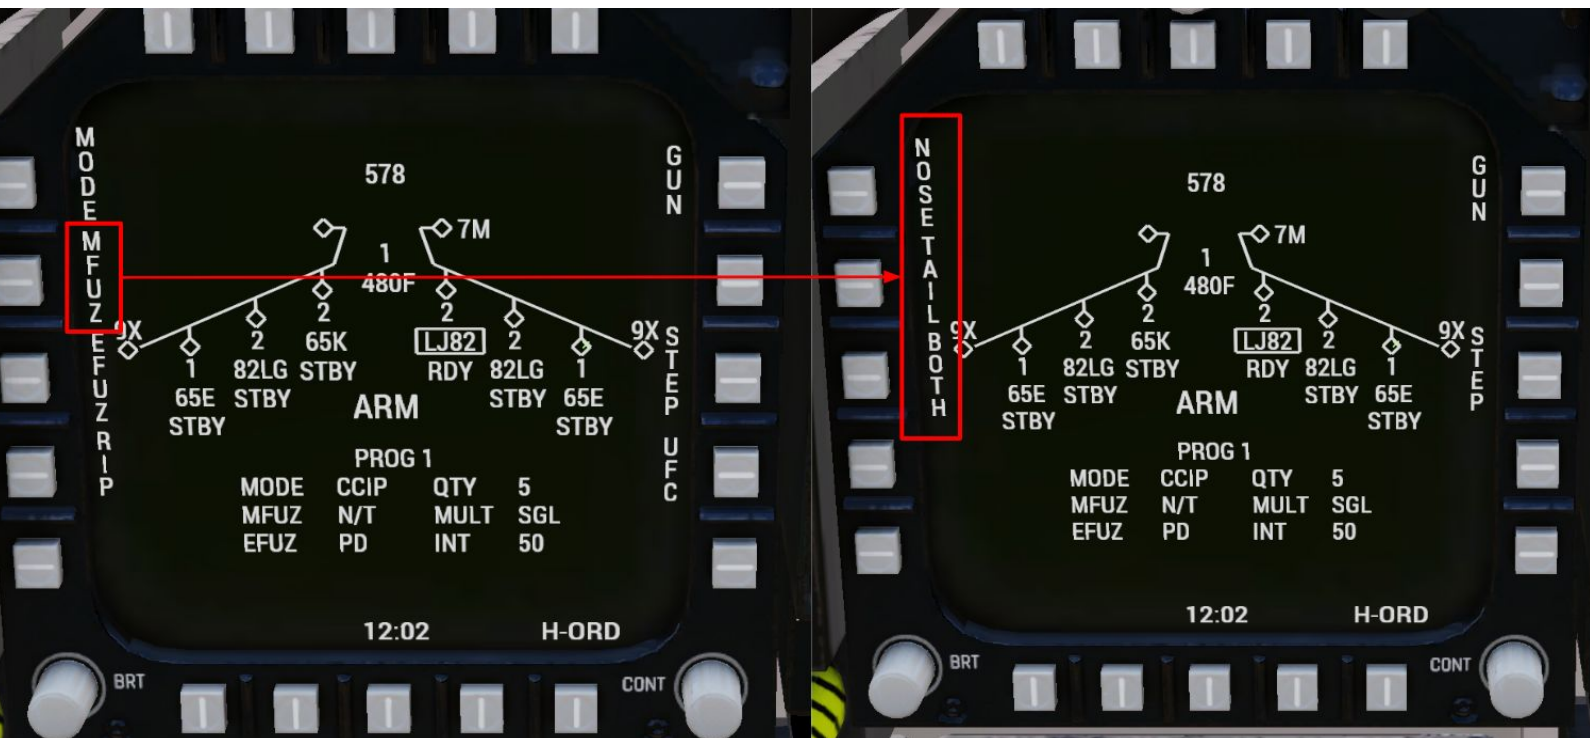 MODE
MFUZ
EFUZ
RIP
578
GUN
7M
1
480F
9X
2
65K
STBY
2
LJ82
RDY
9X
1
65E
STBY
2
82LG
STBY
2
82LG
STBY
1
65E
STBY
STEP
UFC
ARM
PROG 1
MODE CCIP QTY 5
MFUZ N/T MULT SGL
EFUZ PD INT 50
12:02 H-ORD
BRT
CONT
NOSE
TAIL
BOTH
578
GUN
7M
1
480F
9X
2
65K
STBY
2
LJ82
RDY
9X
1
65E
STBY
2
82LG
STBY
2
82LG
STBY
1
65E
STBY
STEP
ARM
PROG 1
MODE CCIP QTY 5
MFUZ N/T MULT SGL
EFUZ PD INT 50
12:02 H-ORD
BRT
CONT